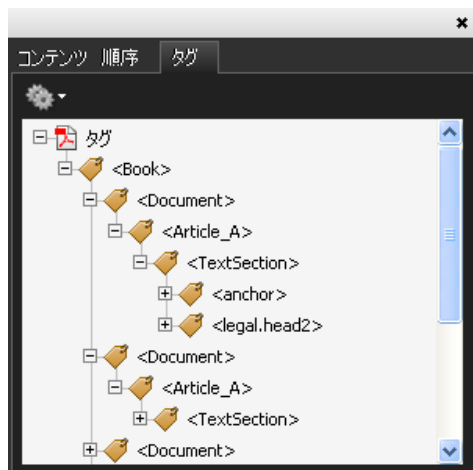 コンテンツ 順序 タグ
タグ
<Book>
<Document>
<Article_A>
<TextSection>
<anchor>
<legal.head2>
<Document>
<Article_A>
<TextSection>
<Document>